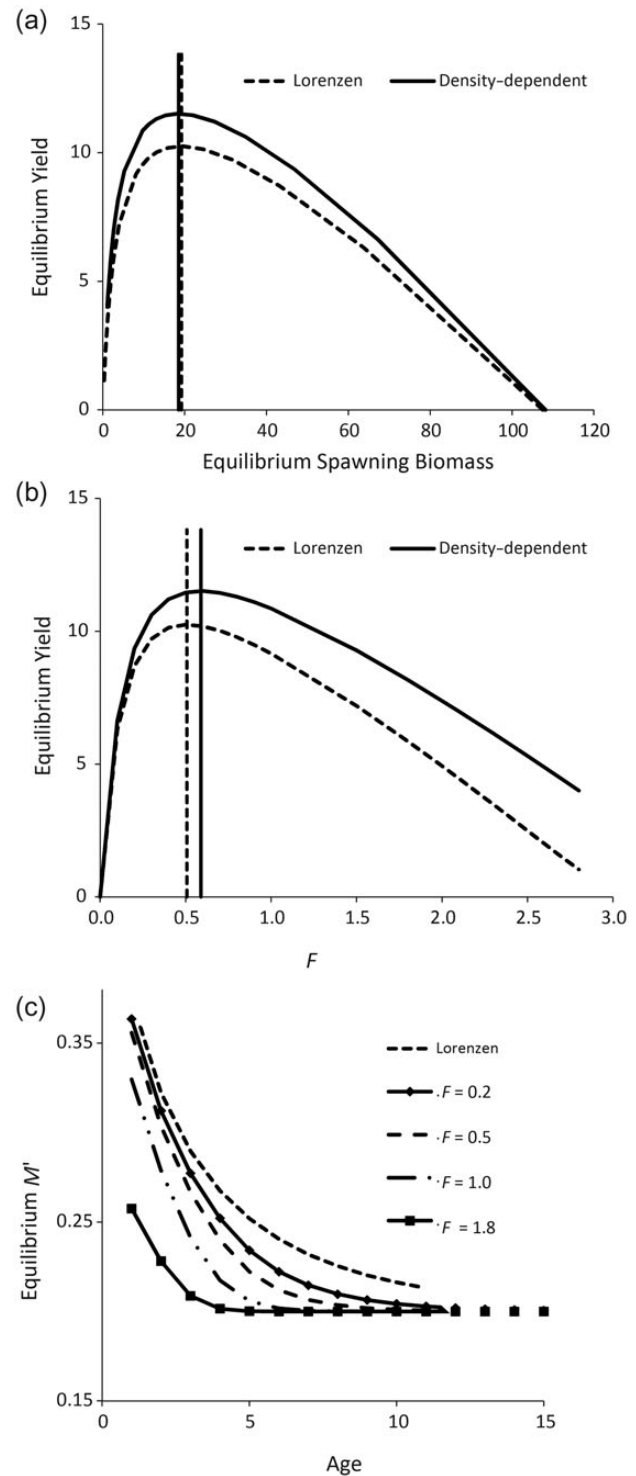 (a)
15
Lorenzen Density-dependent
10
Equilibrium Yield
5
0
0 20 40 60 80 100 120
Equilibrium Spawning Biomass
(b)
15
Lorenzen Density-dependent
10
Equilibrium Yield
5
0
0.0 0.5 1.0 1.5 2.0 2.5 3.0
F
(c)
0.35
Lorenzen
.F = 0.2
.F = 0.5
.F = 1.0
.F = 1.8
Equilibrium M'
0.25
0.15
0 5 10 15
Age